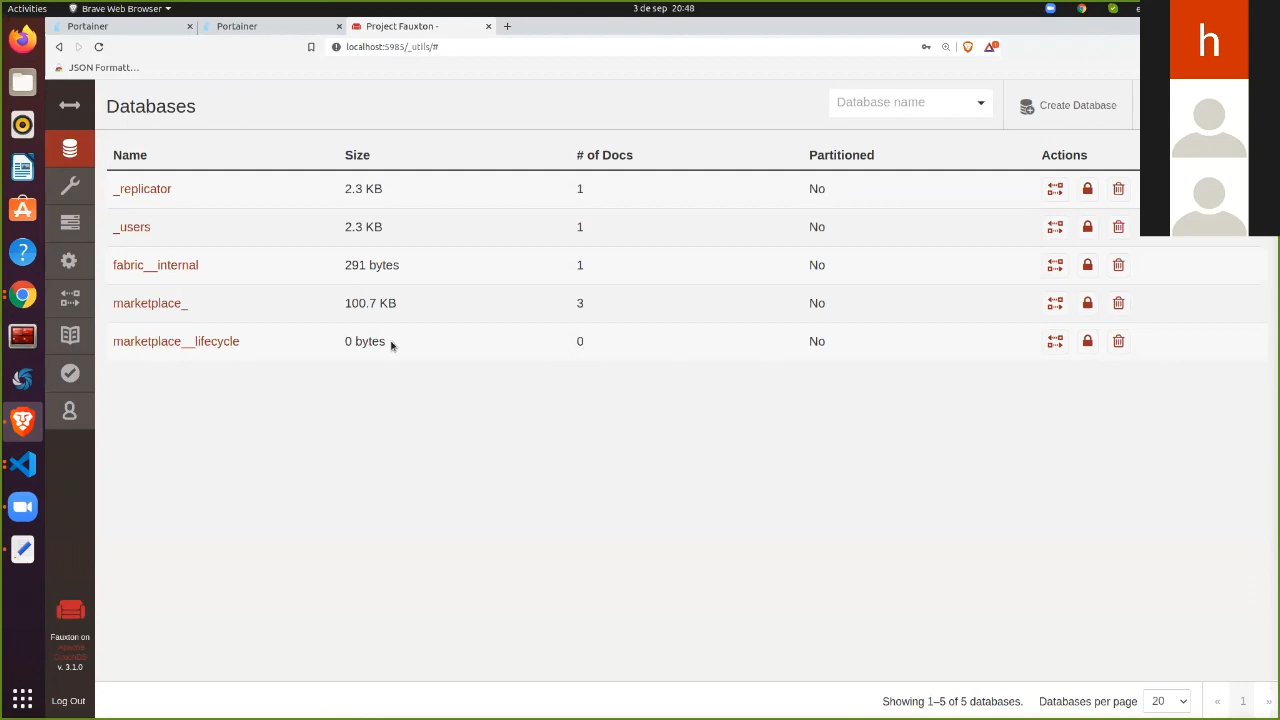 Activities Brave Web Browser 3 de sep 20:48
Portainer × Portainer × Project Fauxton - × +
localhost:5985/_utils/#
JSON Formatt...
h
Databases Database name Create Database
Name Size # of Docs Partitioned Actions
_replicator 2.3 KB 1 No
_users 2.3 KB 1 No
fabric__internal 291 bytes 1 No
marketplace_ 100.7 KB 3 No
marketplace__lifecycle 0 bytes 0 No
Fauxton on
Apache
CouchDB
v. 3.1.0
Log Out
Showing 1–5 of 5 databases. Databases per page 20 « 1 »